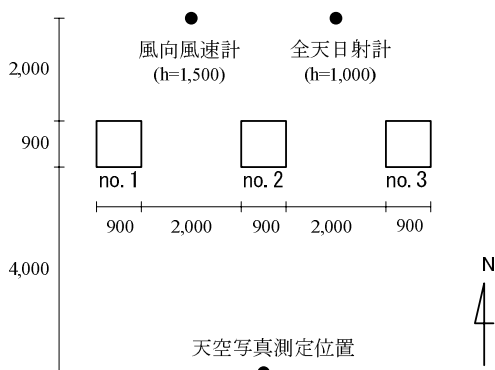 風向風速計
(h=1,500)
全天日射計
(h=1,000)
2,000
900
no.1
no.2
no.3
900
2,000
900
2,000
900
4,000
N
天空写真測定位置